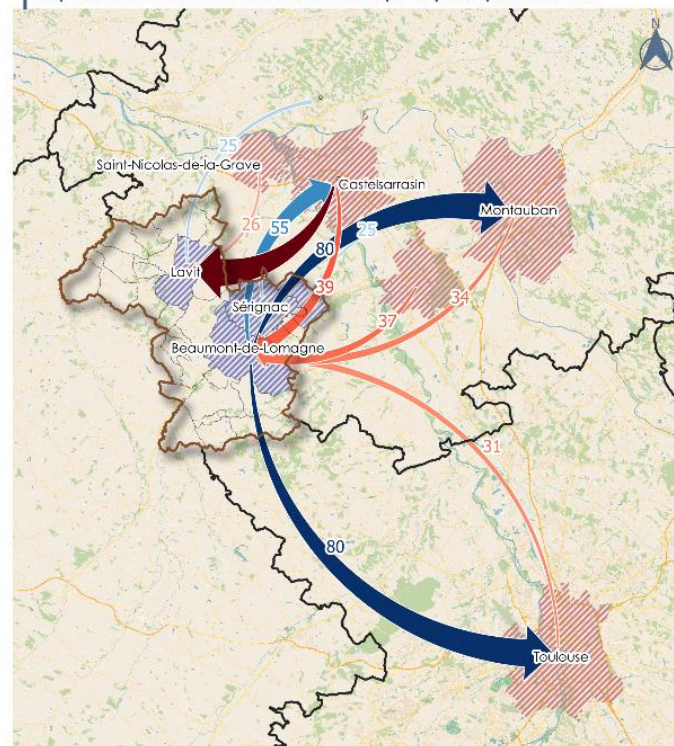 N
25
Saint-Nicolas-de-la-Grave
Castelsarrasin
26
55
Montauban
25
80
Lavit
39
34
Sérignac
37
Beaumont-de-Lomagne
31
80
Toulouse